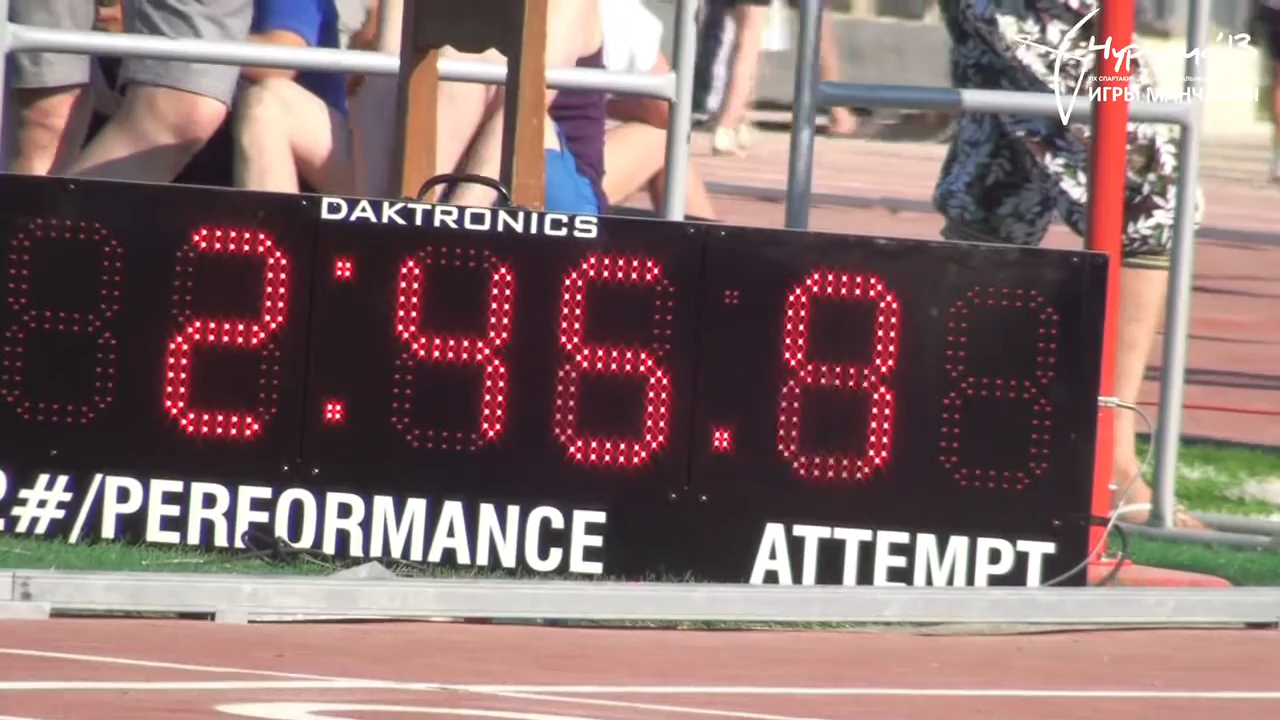 '13
ИГРЫ
DAKTRONICS
2:46.8
#/PERFORMANCE
ATTEMPT